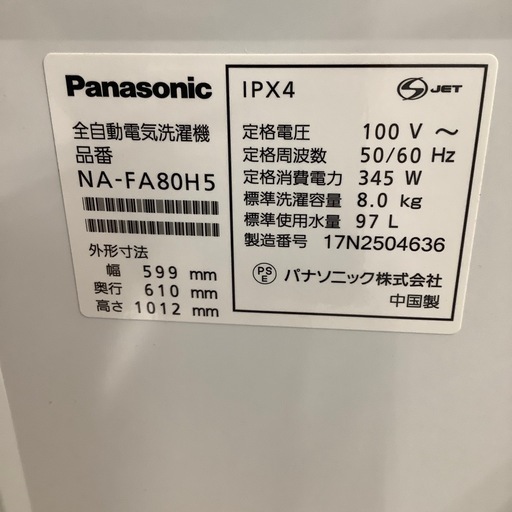 Panasonic
全自動電気洗濯機
品番
NA-FA80H5
外形寸法
幅 599 mm
奥行 610 mm
高さ 1012 mm
IPX4
S JET
定格電圧 100 V ～
定格周波数 50/60 Hz
定格消費電力 345 W
標準洗濯容量 8.0 kg
標準使用水量 97 L
製造番号 17N2504636
PS E パナソニック株式会社
中国製